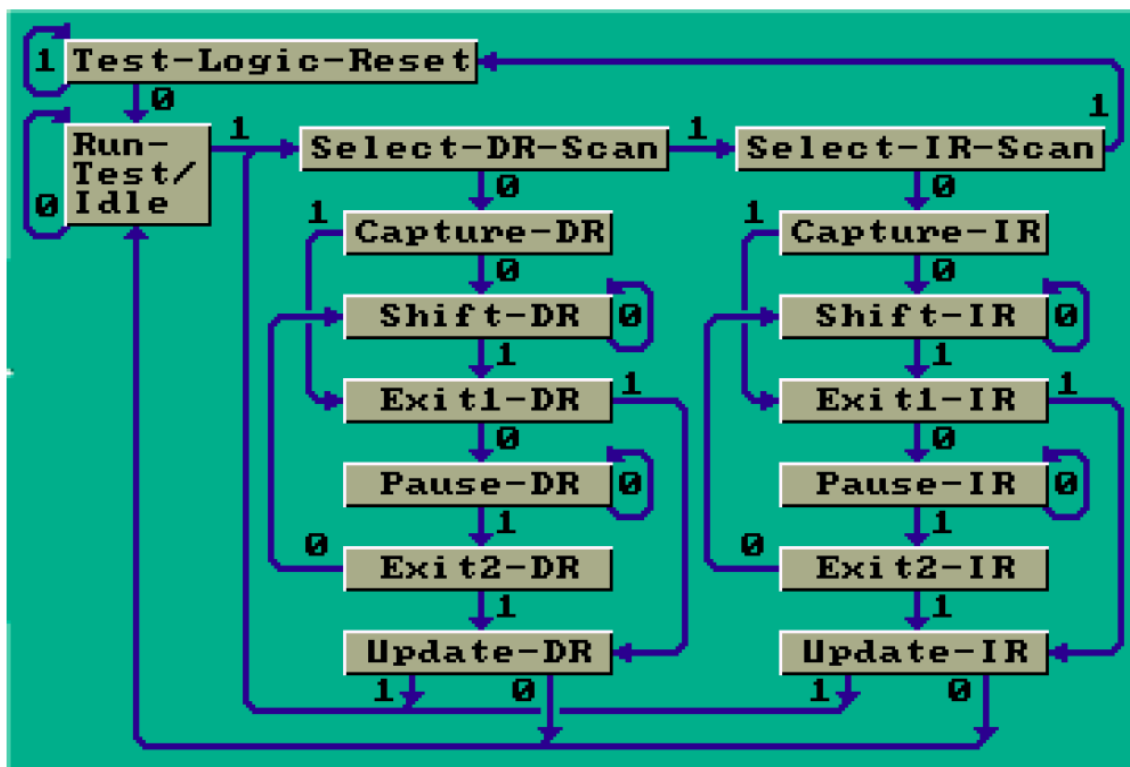 1 Test-Logic-Reset
0 1
Run-
Test/
Idle
0
1 Select-DR-Scan 1 Select-IR-Scan
0 0
1 Capture-DR 1 Capture-IR
0 0
Shift-DR 0 Shift-IR 0
1 1
Exit1-DR 1 Exit1-IR 1
0 0
Pause-DR 0 Pause-IR 0
1 1
0 Exit2-DR 0 Exit2-IR
1 1
Update-DR Update-IR
1 0 1 0